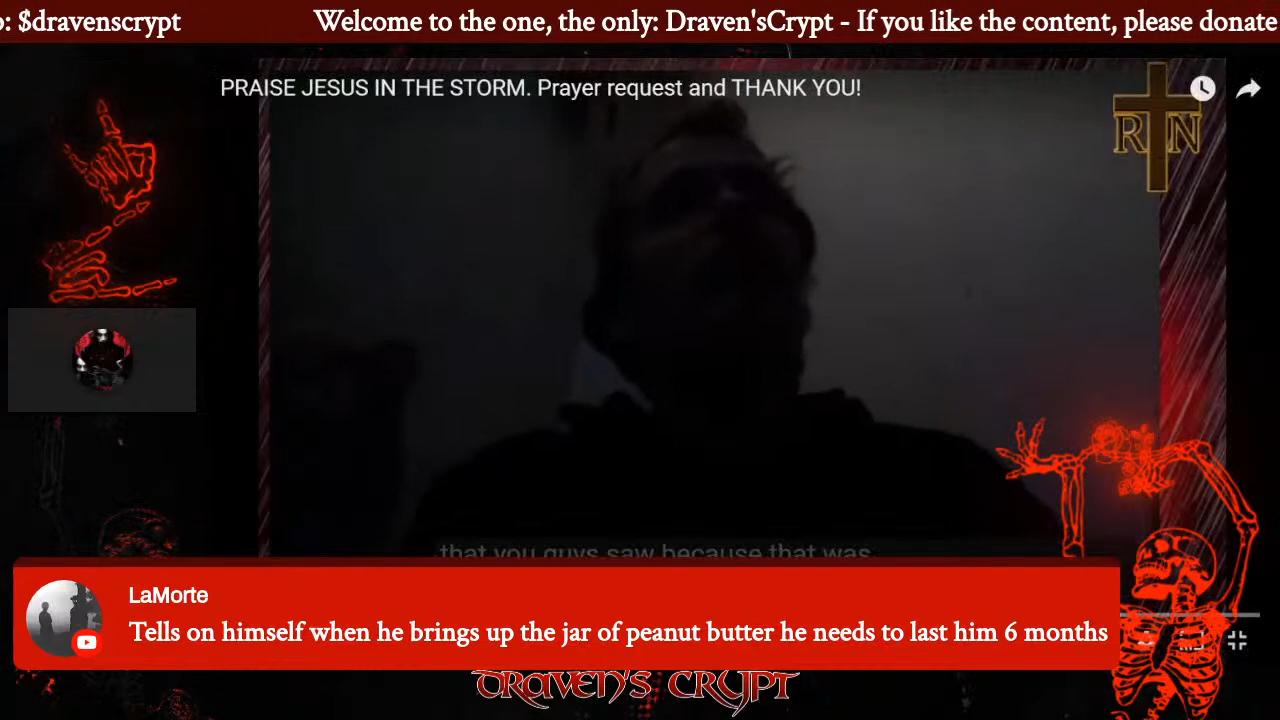 o: $dravenscrypt Welcome to the one, the only: Draven'sCrypt - If you like the content, please donate
PRAISE JESUS IN THE STORM. Prayer request and THANK YOU!
R N
that you guys saw because that was
LaMorte
Tells on himself when he brings up the jar of peanut butter he needs to last him 6 months
DRAVEN'S CRYPT